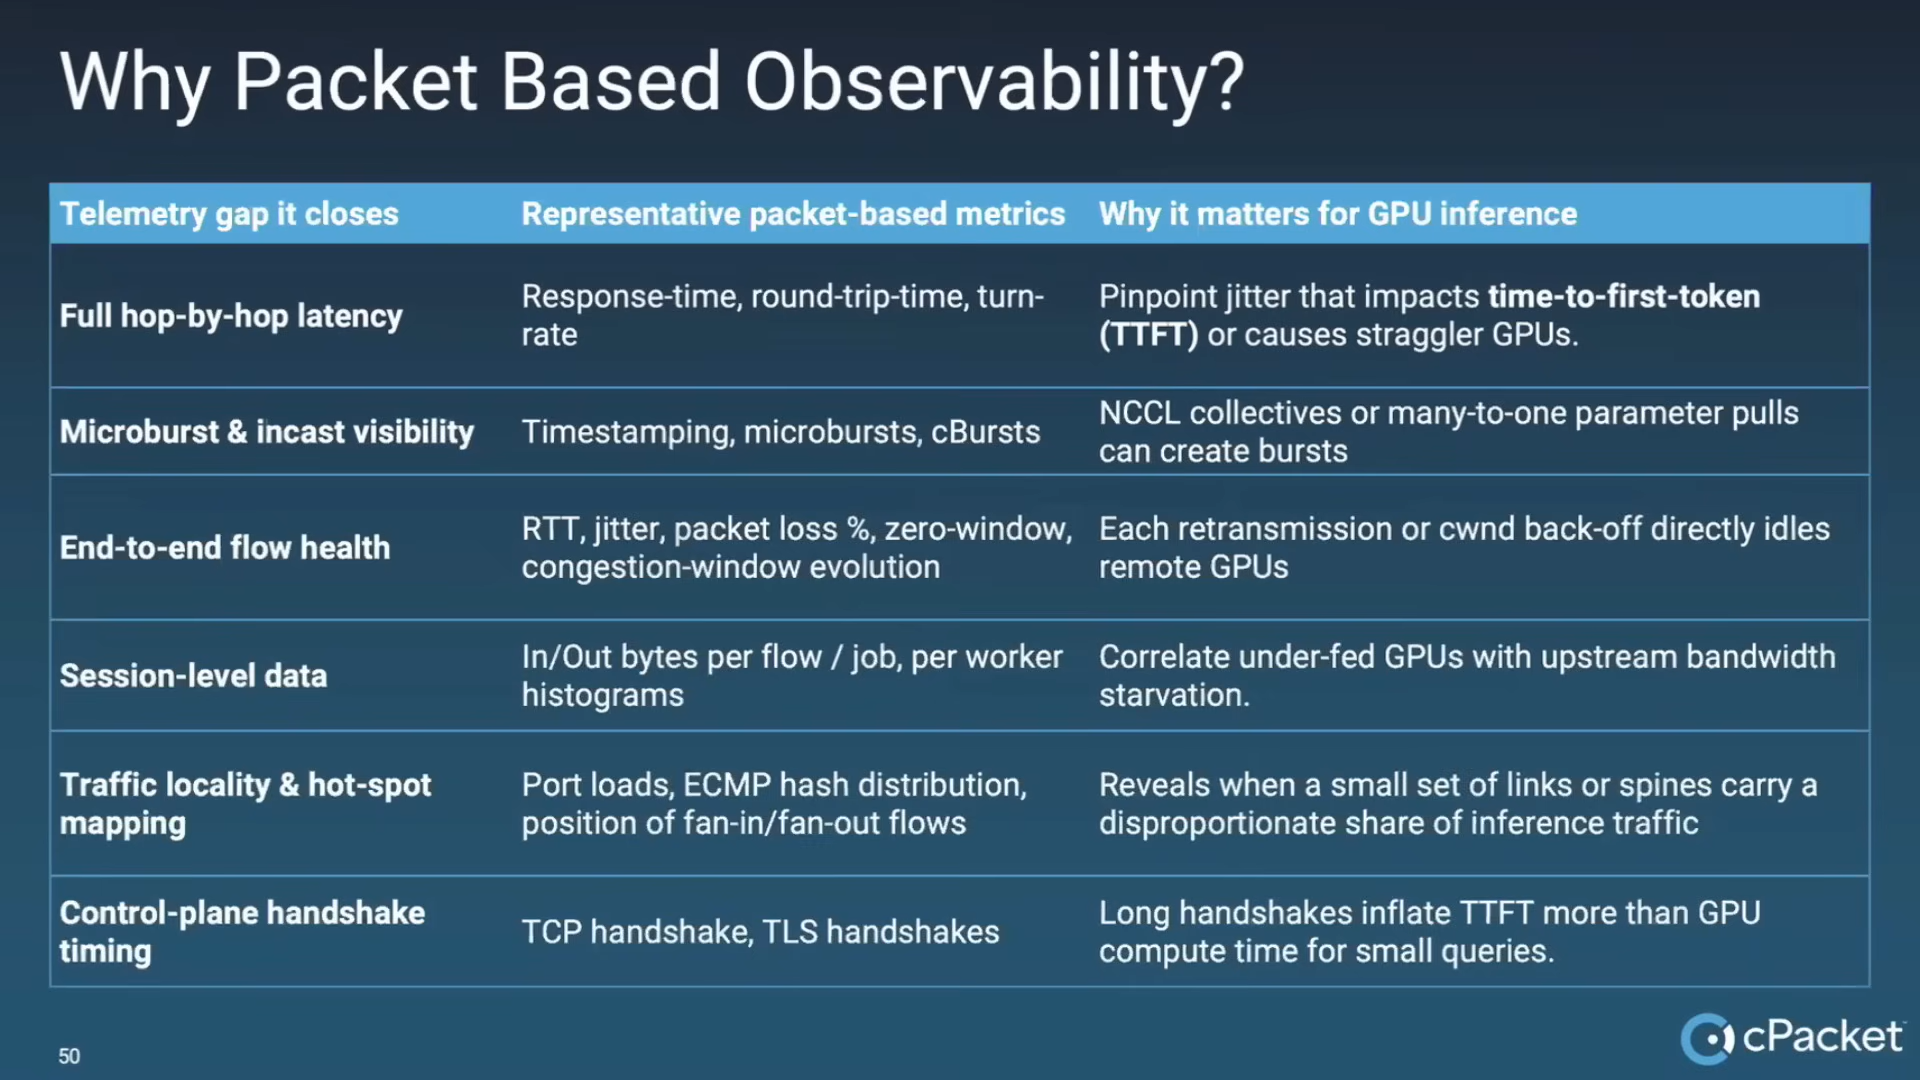 Why Packet Based Observability?
Telemetry gap it closes
Representative packet-based metrics
Why it matters for GPU inference
Full hop-by-hop latency
Response-time, round-trip-time, turn-
rate
Pinpoint jitter that impacts time-to-first-token
(TTFT) or causes straggler GPUs.
Microburst & incast visibility
Timestamping, microbursts, cBursts
NCCL collectives or many-to-one parameter pulls
can create bursts
End-to-end flow health
RTT, jitter, packet loss %, zero-window,
congestion-window evolution
Each retransmission or cwnd back-off directly idles
remote GPUs
Session-level data
In/Out bytes per flow / job, per worker
histograms
Correlate under-fed GPUs with upstream bandwidth
starvation.
Traffic locality & hot-spot
mapping
Port loads, ECMP hash distribution,
position of fan-in/fan-out flows
Reveals when a small set of links or spines carry a
disproportionate share of inference traffic
Control-plane handshake
timing
TCP handshake, TLS handshakes
Long handshakes inflate TTFT more than GPU
compute time for small queries.
50
cPacket